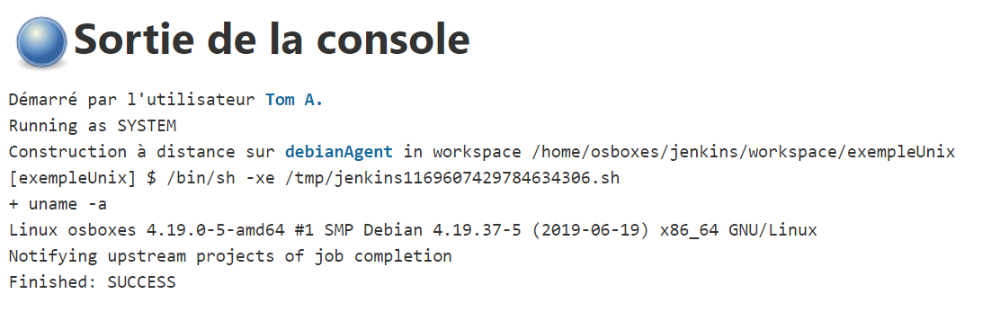 Sortie de la console
Démarré par l'utilisateur Tom A.
Running as SYSTEM
Construction à distance sur debianAgent in workspace /home/osboxes/jenkins/workspace/exempleUnix
[exempleUnix] $ /bin/sh -xe /tmp/jenkins1169607429784634306.sh
+ uname -a
Linux osboxes 4.19.0-5-amd64 #1 SMP Debian 4.19.37-5 (2019-06-19) x86_64 GNU/Linux
Notifying upstream projects of job completion
Finished: SUCCESS